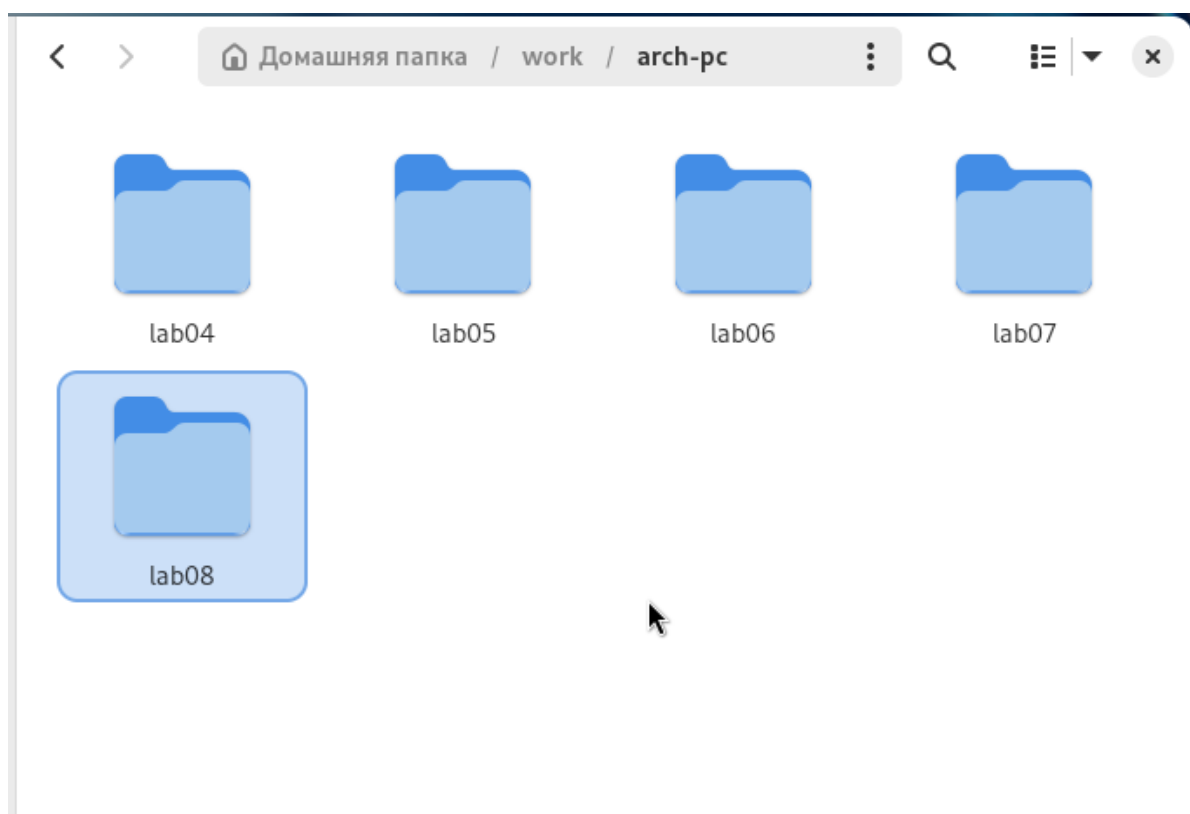 Домашняя папка / work / arch-pc
lab04 lab05 lab06 lab07
lab08